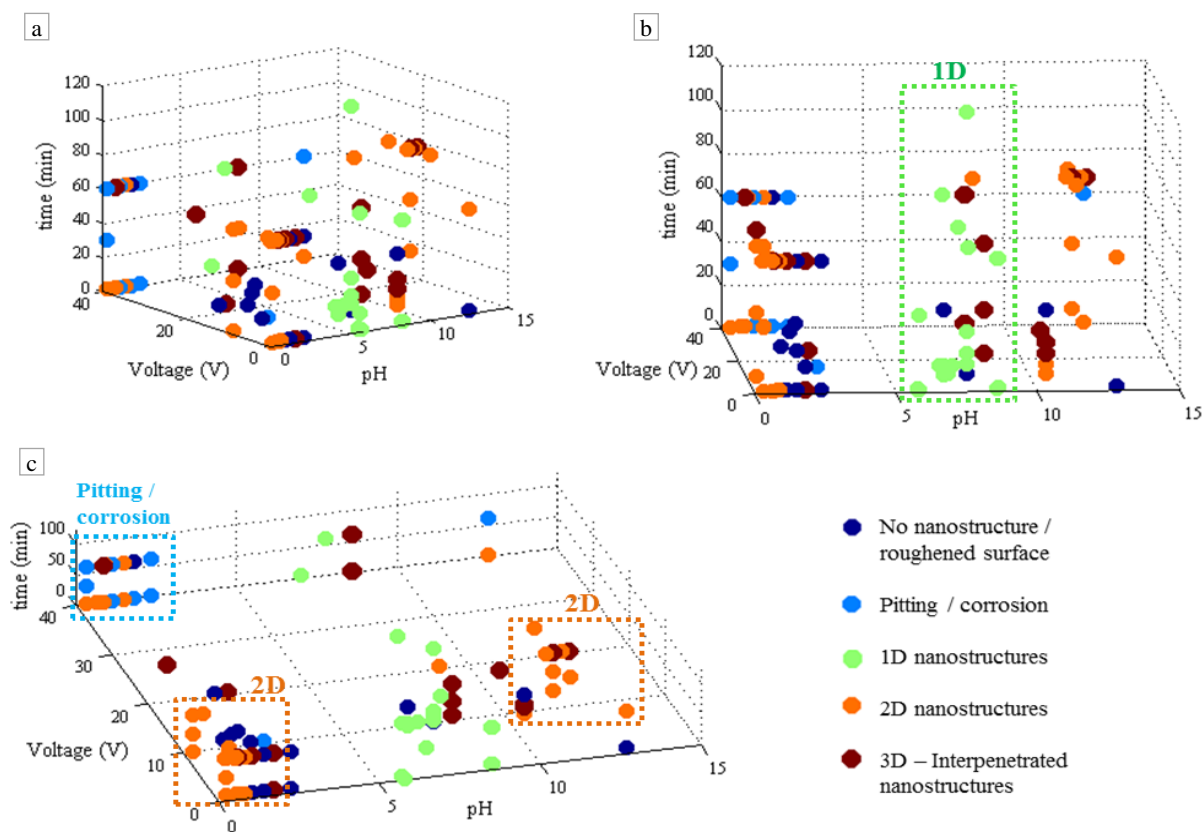 a
120
100
80
60
40
20
0
time (min)
40
20
0
Voltage (V)
0
5
10
15
pH
b
1D
120
100
80
60
40
20
0
time (min)
40
20
0
Voltage (V)
0
5
10
15
pH
c
Pitting /
corrosion
100
50
0
time (min)
40
30
20
10
0
Voltage (V)
2D
2D
0
5
10
15
pH
No nanostructure /
roughened surface
Pitting / corrosion
1D nanostructures
2D nanostructures
3D – Interpenetrated
nanostructures